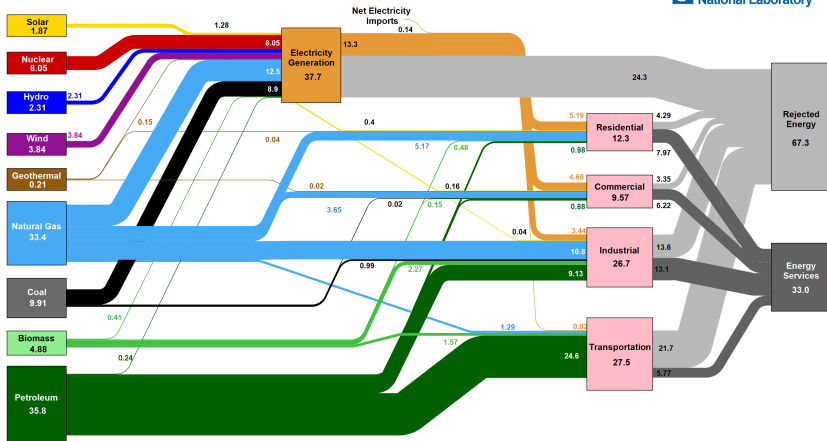 National Laboratory
Net Electricity
Imports
0.14
Solar
1.87
1.28
Nuclear
8.05
8.05
Electricity
Generation
37.7
13.3
12.5
8.9
24.3
Rejected
Energy
67.3
Hydro
2.31
2.31
Wind
3.84
3.84
0.15
0.04
0.4
5.17
0.48
5.19
0.98
Residential
12.3
4.29
7.97
Geothermal
0.21
0.02
3.65
0.02
0.16
0.15
4.69
0.88
Commercial
9.57
3.35
6.22
Natural Gas
33.4
0.04
3.44
10.8
9.13
Industrial
26.7
13.6
13.1
0.99
2.27
Energy
Services
33.0
Coal
9.91
0.41
Biomass
4.88
1.29
1.57
0.02
24.6
Transportation
27.5
21.7
5.77
0.24
Petroleum
35.8